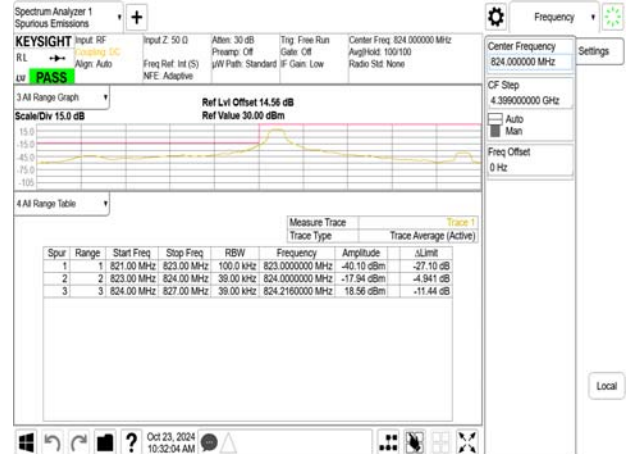 Spectrum Analyzer 1
Spurious Emissions
Frequency
KEYSIGHT
Input: RF
Coupling: DC
Align: Auto
Input Z: 50 Ω
Freq Ref: Int (S)
NFE: Adaptive
Atten: 30 dB
Preamp: Off
µW Path: Standard
Trig: Free Run
Gate: Off
IF Gain: Low
Center Freq: 824.000000 MHz
Avg|Hold: 100/100
Radio Std: None
RL
LV PASS
Center Frequency
824.000000 MHz
Settings
CF Step
4.399000000 GHz
Auto
Man
Freq Offset
0 Hz
3 All Range Graph
Scale/Div 15.0 dB
Ref Lvl Offset 14.56 dB
Ref Value 30.00 dBm
15.0
-15.0
-45.0
-75.0
-105
4 All Range Table
Measure Trace Trace 1
Trace Type Trace Average (Active)
Spur Range Start Freq Stop Freq RBW Frequency Amplitude ΔLimit
1 1 821.00 MHz 823.00 MHz 100.0 kHz 823.0000000 MHz -40.10 dBm -27.10 dB
2 2 823.00 MHz 824.00 MHz 39.00 kHz 824.0000000 MHz -17.94 dBm -4.941 dB
3 3 824.00 MHz 827.00 MHz 39.00 kHz 824.2160000 MHz 18.56 dBm -11.44 dB
Local
Oct 23, 2024
10:32:04 AM